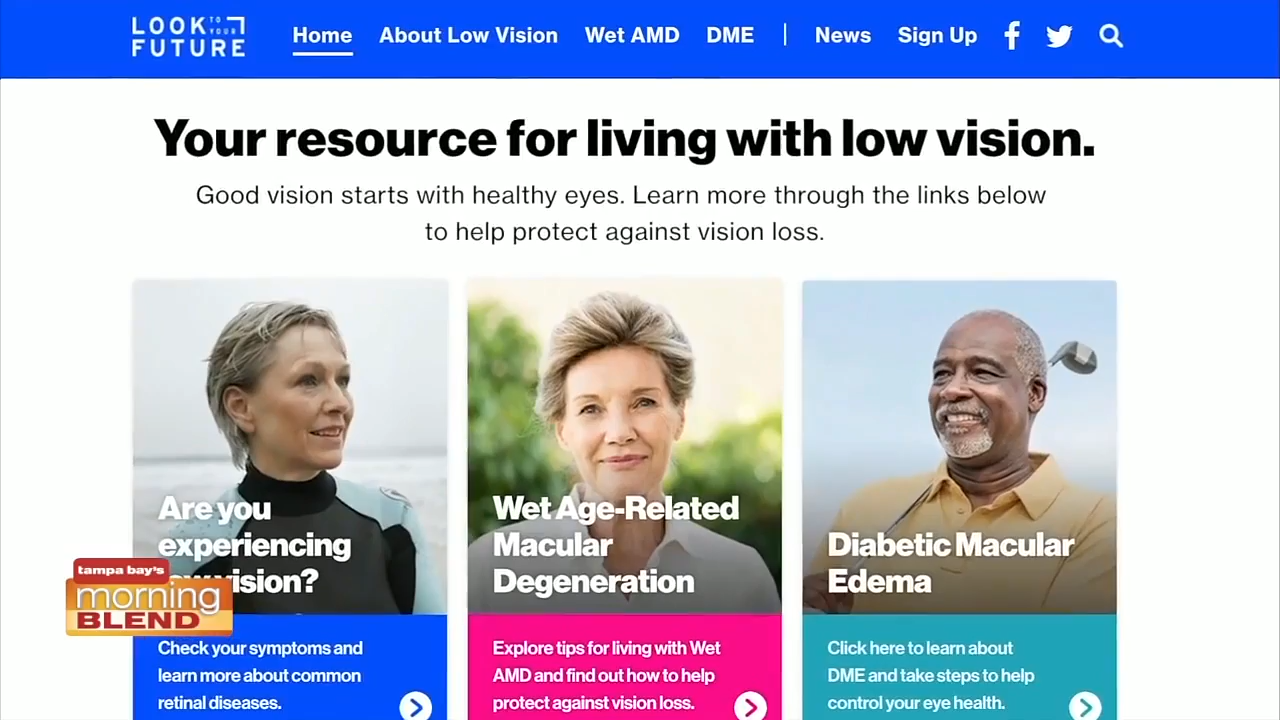 LOOK TO YOUR
FUTURE
Home About Low Vision Wet AMD DME | News Sign Up
Your resource for living with low vision.
Good vision starts with healthy eyes. Learn more through the links below
to help protect against vision loss.
Are you
experiencing
vision?
Check your symptoms and
learn more about common
retinal diseases.
Wet Age-Related
Macular
Degeneration
Explore tips for living with Wet
AMD and find out how to help
protect against vision loss.
Diabetic Macular
Edema
Click here to learn about
DME and take steps to help
control your eye health.
tampa bay's
morning
BLEND